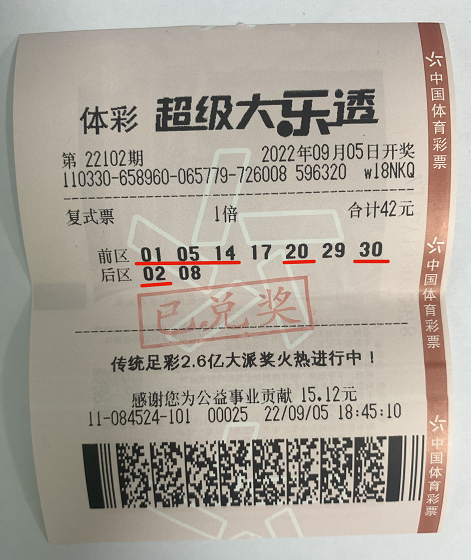 体彩 超级大乐透
第 22102期 2022年09月05日开奖
110330-658960-065779-726008 596320 wl8NKQ
复式票 1倍 合计42元
前区 01 05 14 17 20 29 30
后区 02 08
已兑奖
传统足彩2.6亿大派奖火热进行中！
感谢您为公益事业贡献 15.12元
11-084524-101 00025 22/09/05 18:45:10
中国体育彩票
中国体育彩票
中国体育彩票